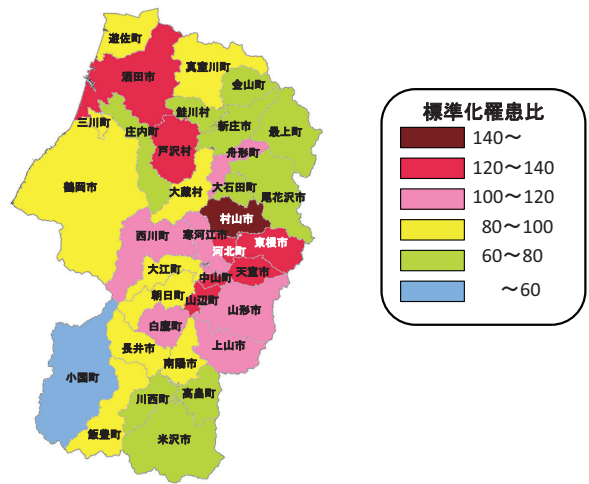 遊佐町
酒田市
真室川町
金山町
三川町
庄内町
鮭川村
新庄市
最上町
戸沢村
舟形町
鶴岡市
大蔵村
大石田町
尾花沢市
村山市
西川町
寒河江市
東根市
河北町
大江町
中山町
天童市
朝日町
山辺町
山形市
白鷹町
長井市
上山市
南陽市
小国町
川西町
高畠町
飯豊町
米沢市
標準化罹患比
140～
120～140
100～120
80～100
60～80
～60